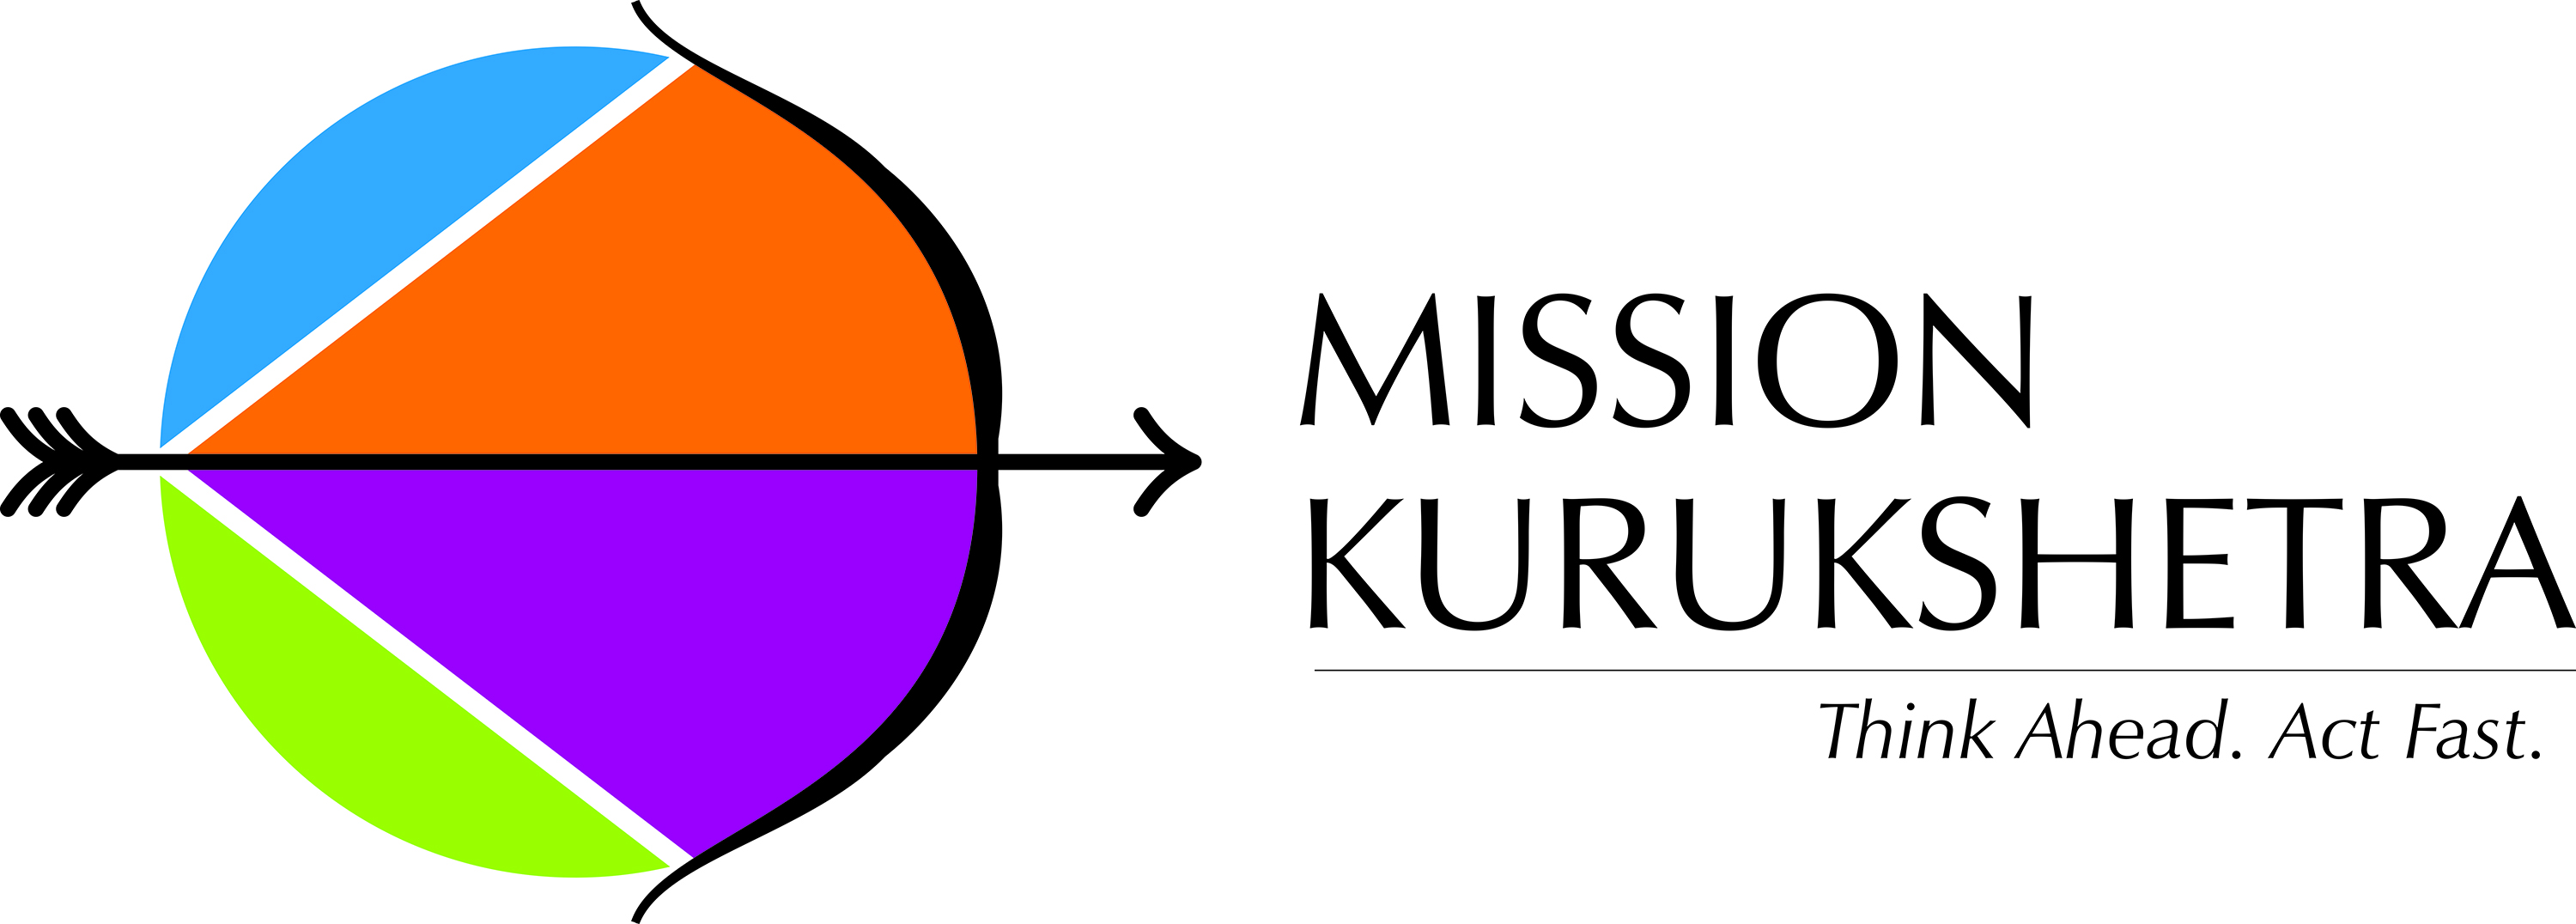 MISSION
KURUKSHETRA
Think Ahead. Act Fast.